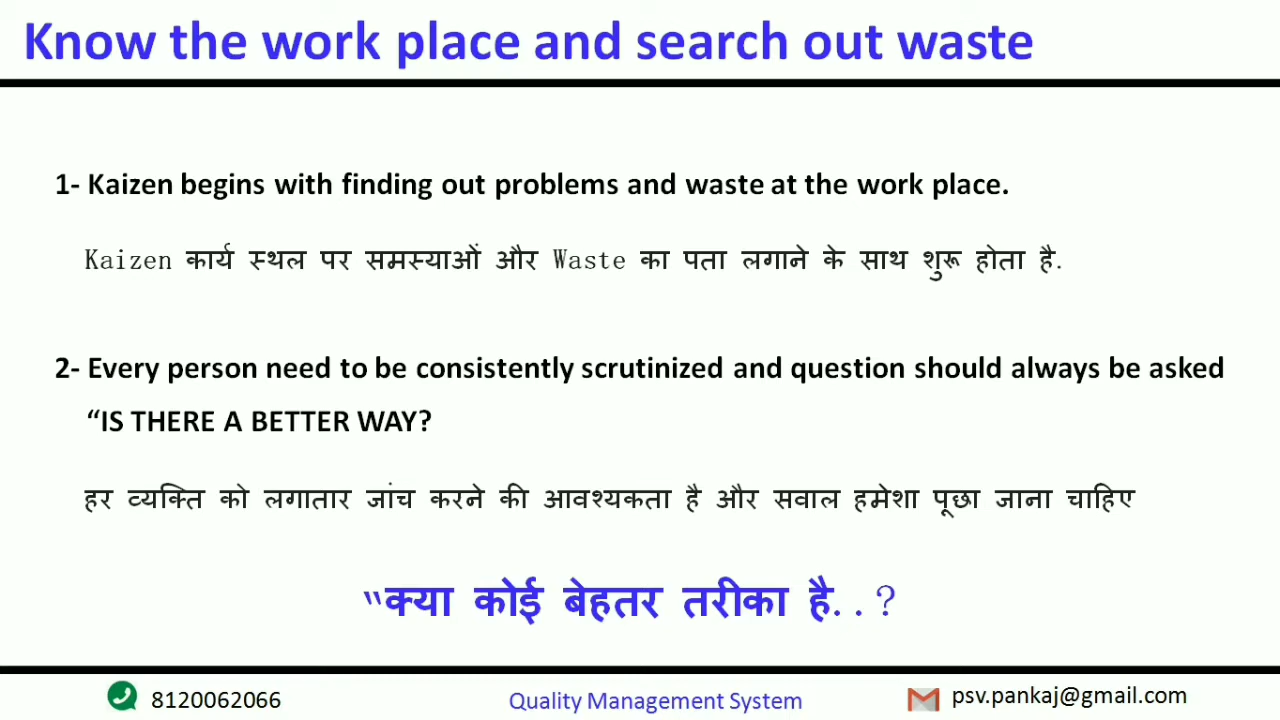 Know the work place and search out waste
1- Kaizen begins with finding out problems and waste at the work place.
Kaizen कार्य स्थल पर समस्याओं और Waste का पता लगाने के साथ शुरू होता है.
2- Every person need to be consistently scrutinized and question should always be asked
“IS THERE A BETTER WAY?
हर व्यक्ति को लगातार जांच करने की आवश्यकता है और सवाल हमेशा पूछा जाना चाहिए
“क्या कोई बेहतर तरीका है..?
8120062066 Quality Management System psv.pankaj@gmail.com